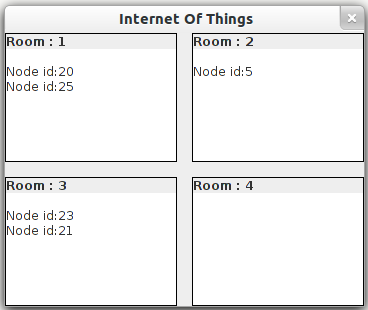 Internet Of Things
Room : 1
Node id:20
Node id:25
Room : 2
Node id:5
Room : 3
Node id:23
Node id:21
Room : 4